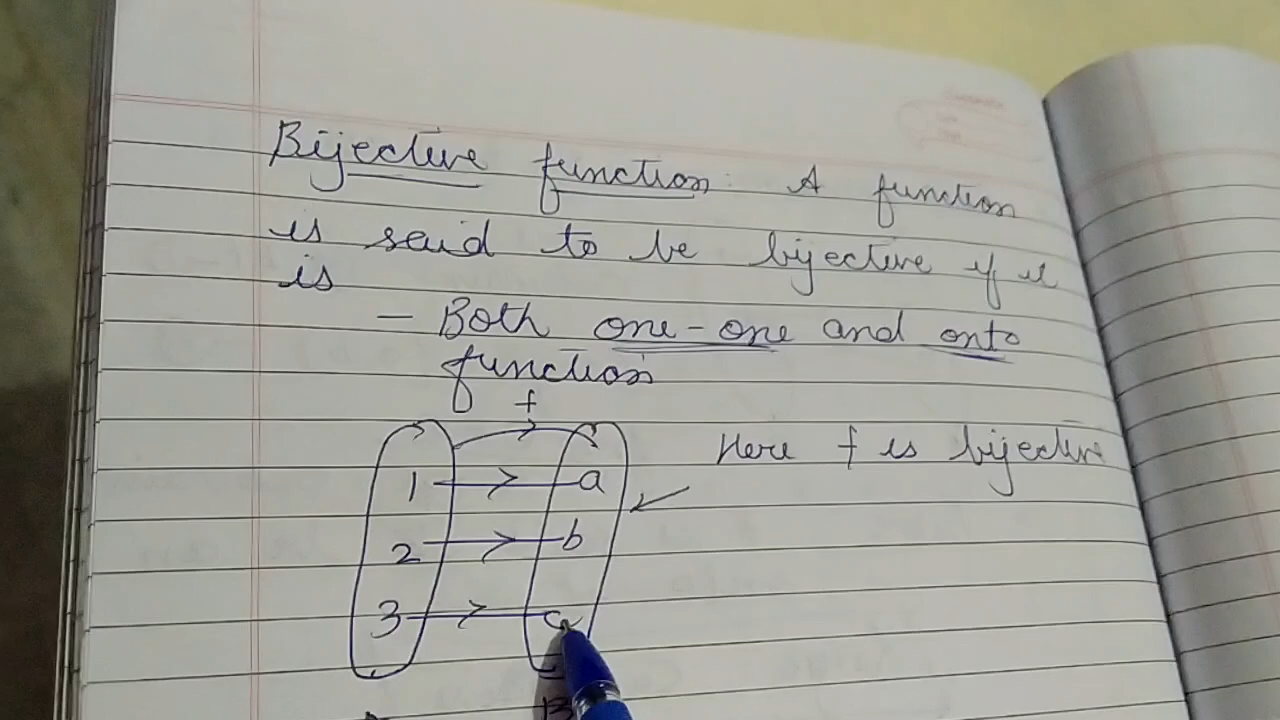 Bijective function: A function
is said to be bijective if it
is
- Both one-one and onto
function
f
Here f is bijective
1 a
2 b
3 c
B